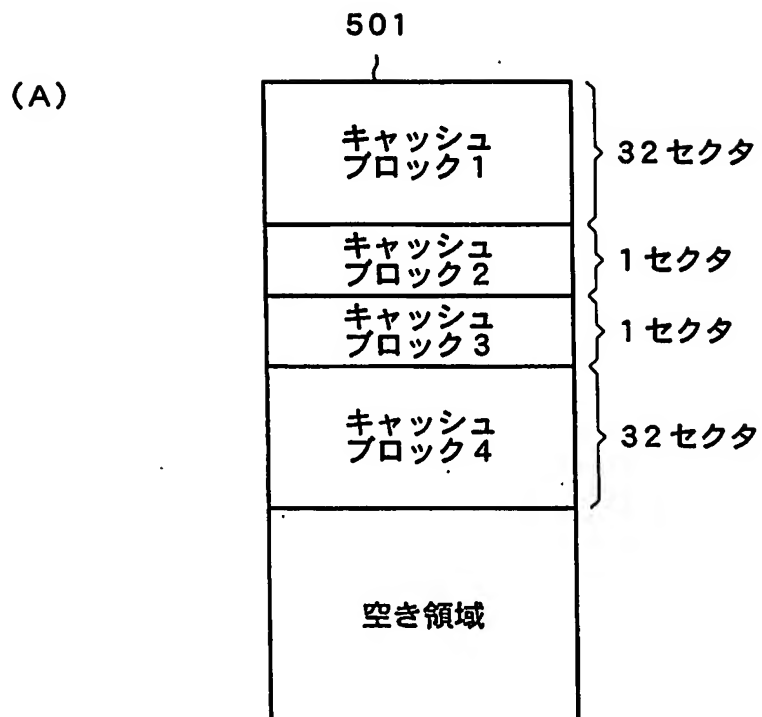 501
(A)
キャッシュ
ブロック1
32セクタ
キャッシュ
ブロック2
1セクタ
キャッシュ
ブロック3
1セクタ
キャッシュ
ブロック4
32セクタ
空き領域